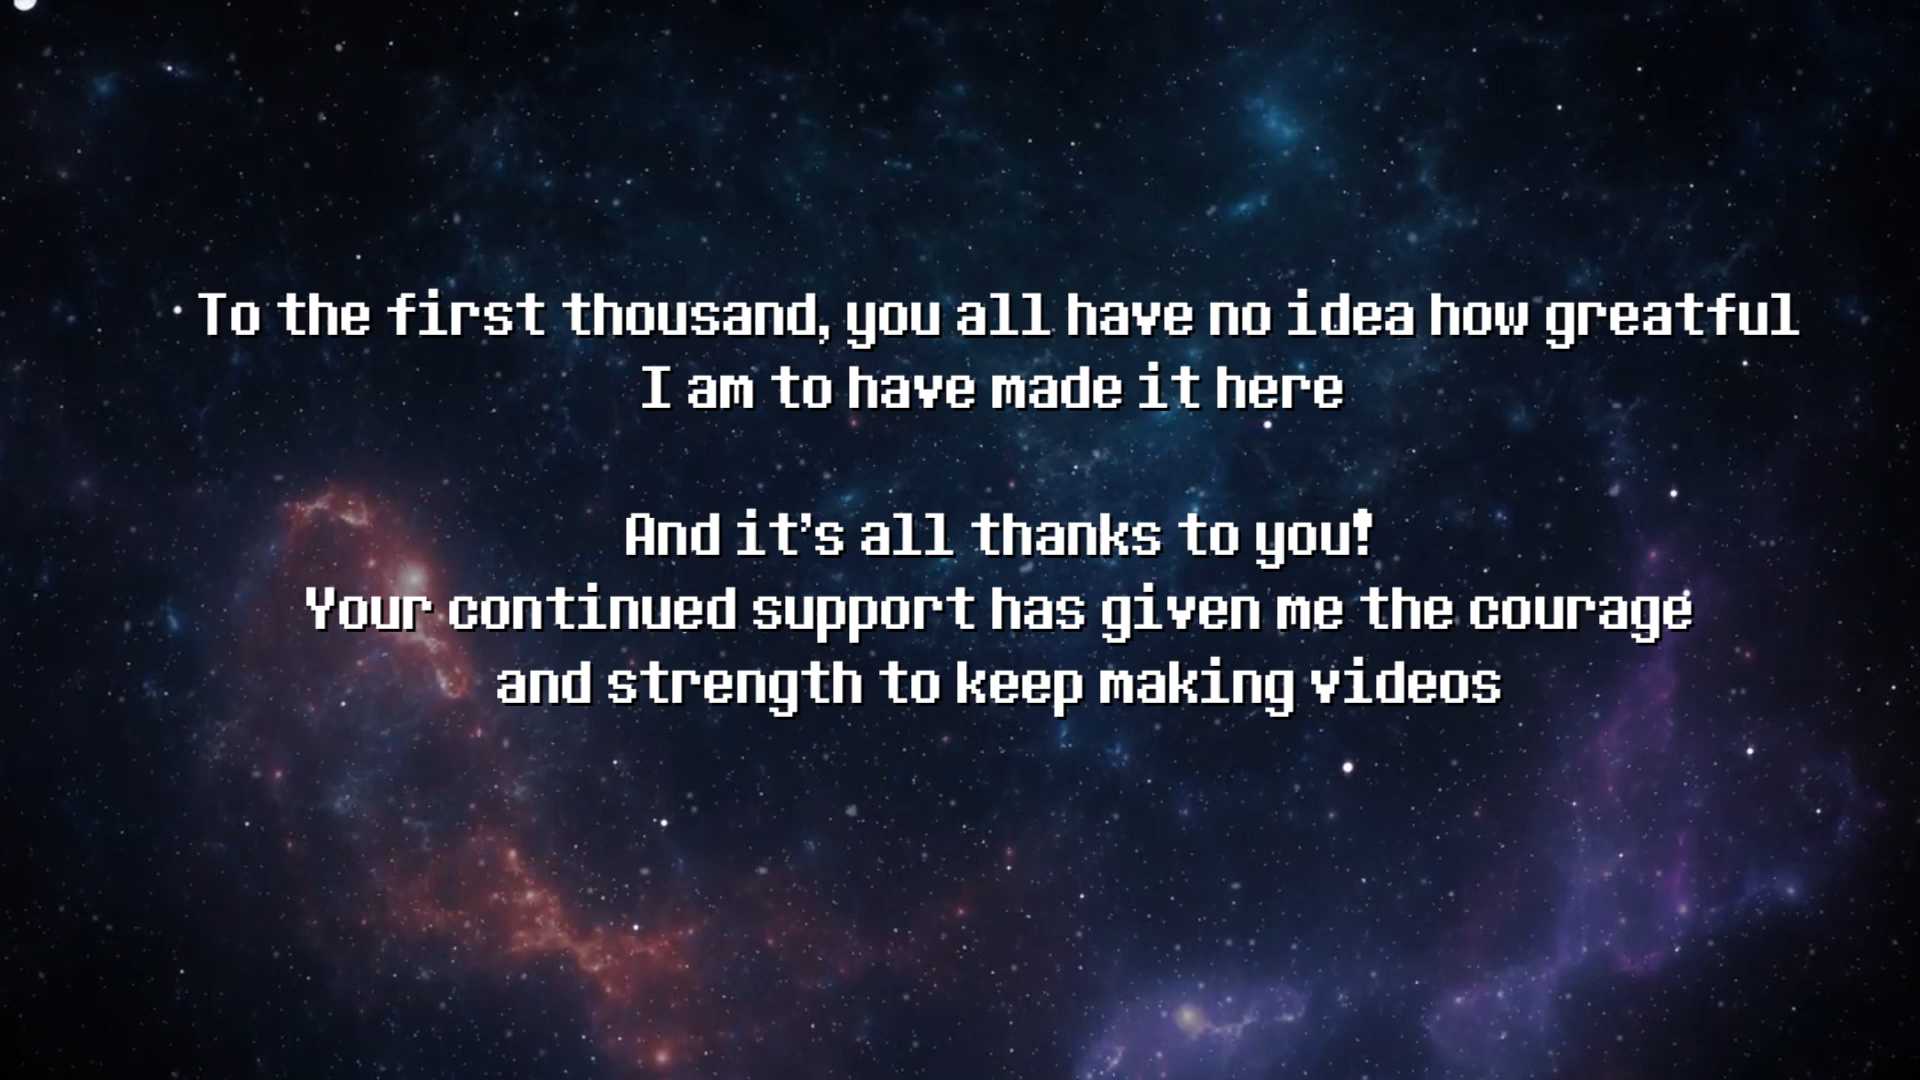 To the first thousand, you all have no idea how greatful
I am to have made it here
And it's all thanks to you!
Your continued support has given me the courage
and strength to keep making videos